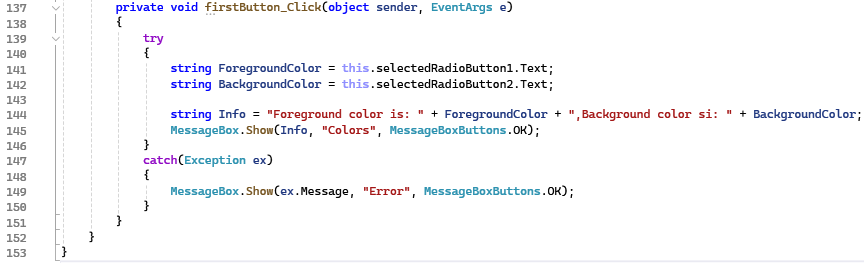 137 private void firstButton_Click(object sender, EventArgs e)
138 {
139 try
140 {
141 string ForegroundColor = this.selectedRadioButton1.Text;
142 string BackgroundColor = this.selectedRadioButton2.Text;
143
144 string Info = "Foreground color is: " + ForegroundColor + ",Background color si: " + BackgroundColor;
145 MessageBox.Show(Info, "Colors", MessageBoxButtons.OK);
146 }
147 catch(Exception ex)
148 {
149 MessageBox.Show(ex.Message, "Error", MessageBoxButtons.OK);
150 }
151 }
152 }
153 }